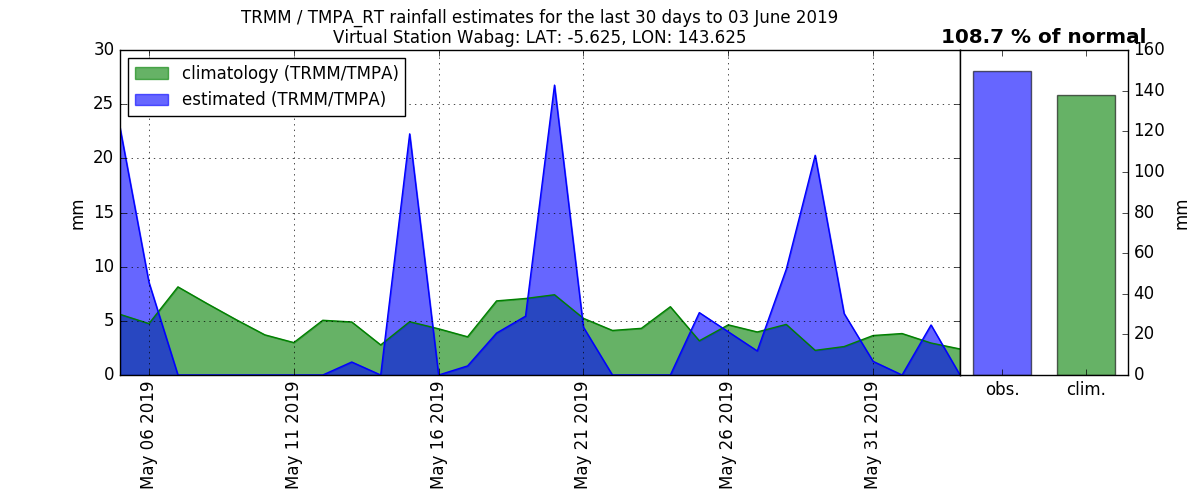 TRMM / TMPA_RT rainfall estimates for the last 30 days to 03 June 2019
Virtual Station Wabag: LAT: -5.625, LON: 143.625
108.7 % of normal
climatology (TRMM/TMPA)
estimated (TRMM/TMPA)
30
25
20
15
10
5
0
mm
May 06 2019
May 11 2019
May 16 2019
May 21 2019
May 26 2019
May 31 2019
160
140
120
100
80
60
40
20
0
mm
obs.
clim.